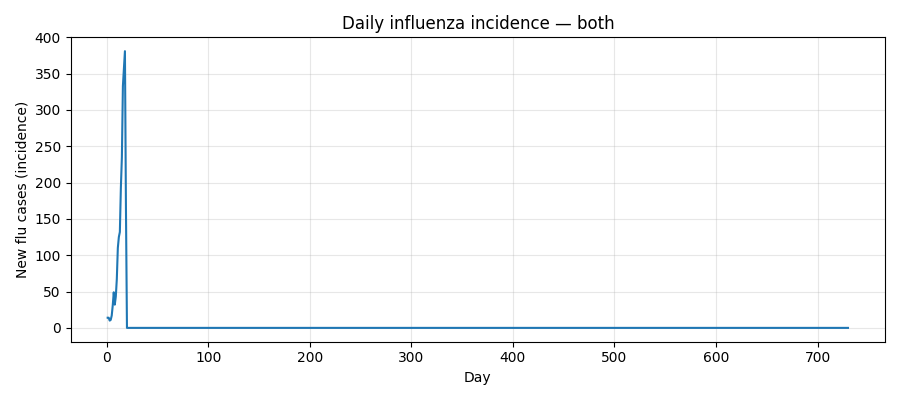 Daily influenza incidence — both
New flu cases (incidence)
400
350
300
250
200
150
100
50
0
0 100 200 300 400 500 600 700
Day